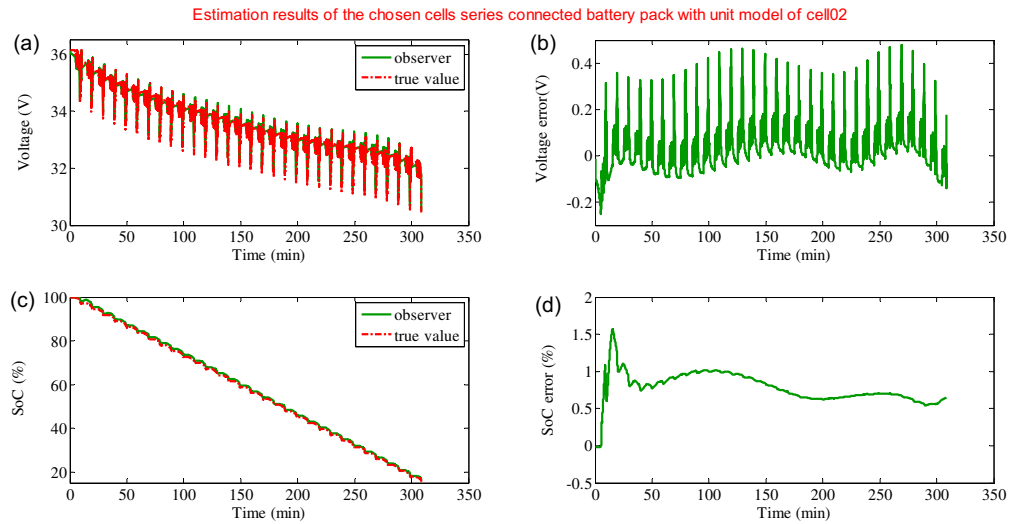 Estimation results of the chosen cells series connected battery pack with unit model of cell02
(a)
36
34
32
30
Voltage (V)
observer
true value
0 50 100 150 200 250 300 350
Time (min)
(b)
0.4
0.2
0
-0.2
Voltage error(V)
0 50 100 150 200 250 300 350
Time (min)
(c)
100
80
60
40
20
SoC (%)
observer
true value
0 50 100 150 200 250 300 350
Time (min)
(d)
2
1.5
1
0.5
0
-0.5
SoC error (%)
0 50 100 150 200 250 300 350
Time (min)